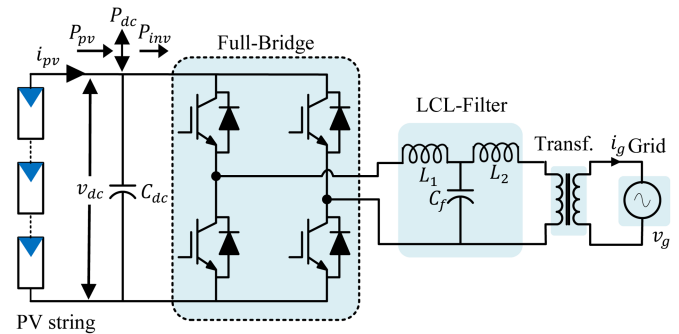 P_dc
P_pv P_inv
Full-Bridge
i_pv
LCL-Filter
Transf.
i_g Grid
L_1
L_2
C_f
v_dc
C_dc
v_g
PV string